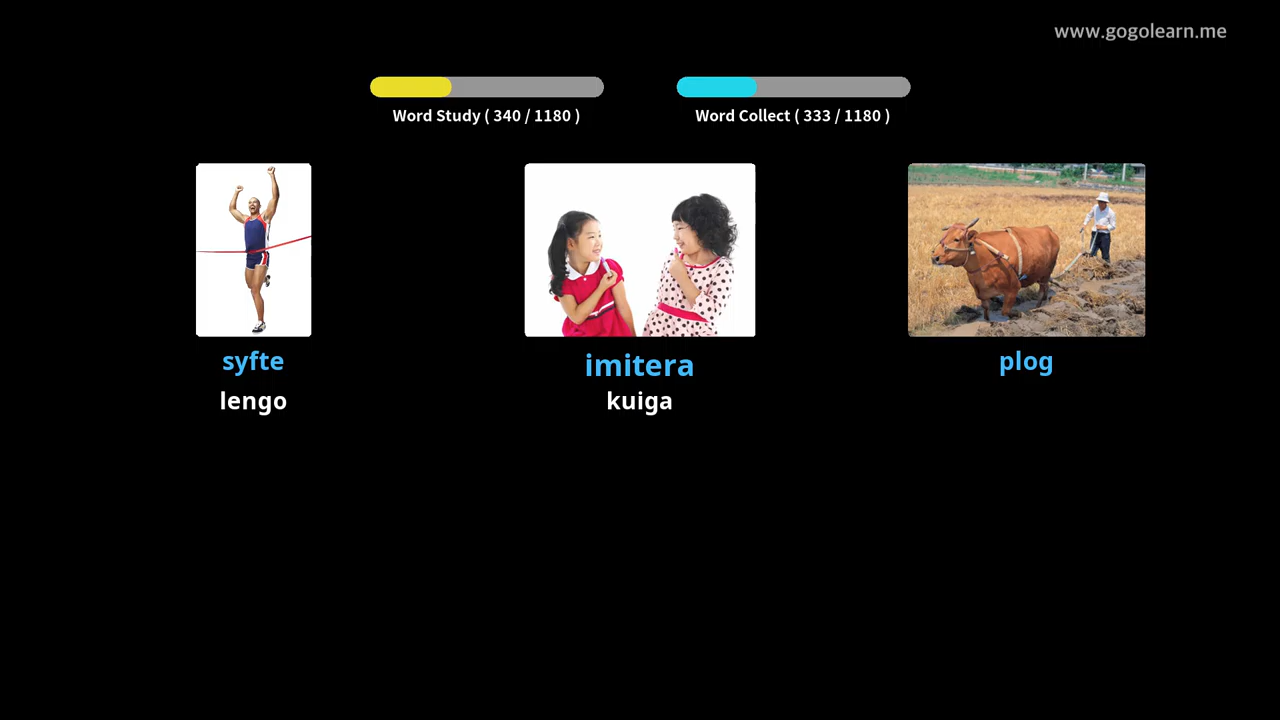 www.gogolearn.me
Word Study ( 340 / 1180 )
Word Collect ( 333 / 1180 )
syfte
lengo
imitera
kuiga
plog